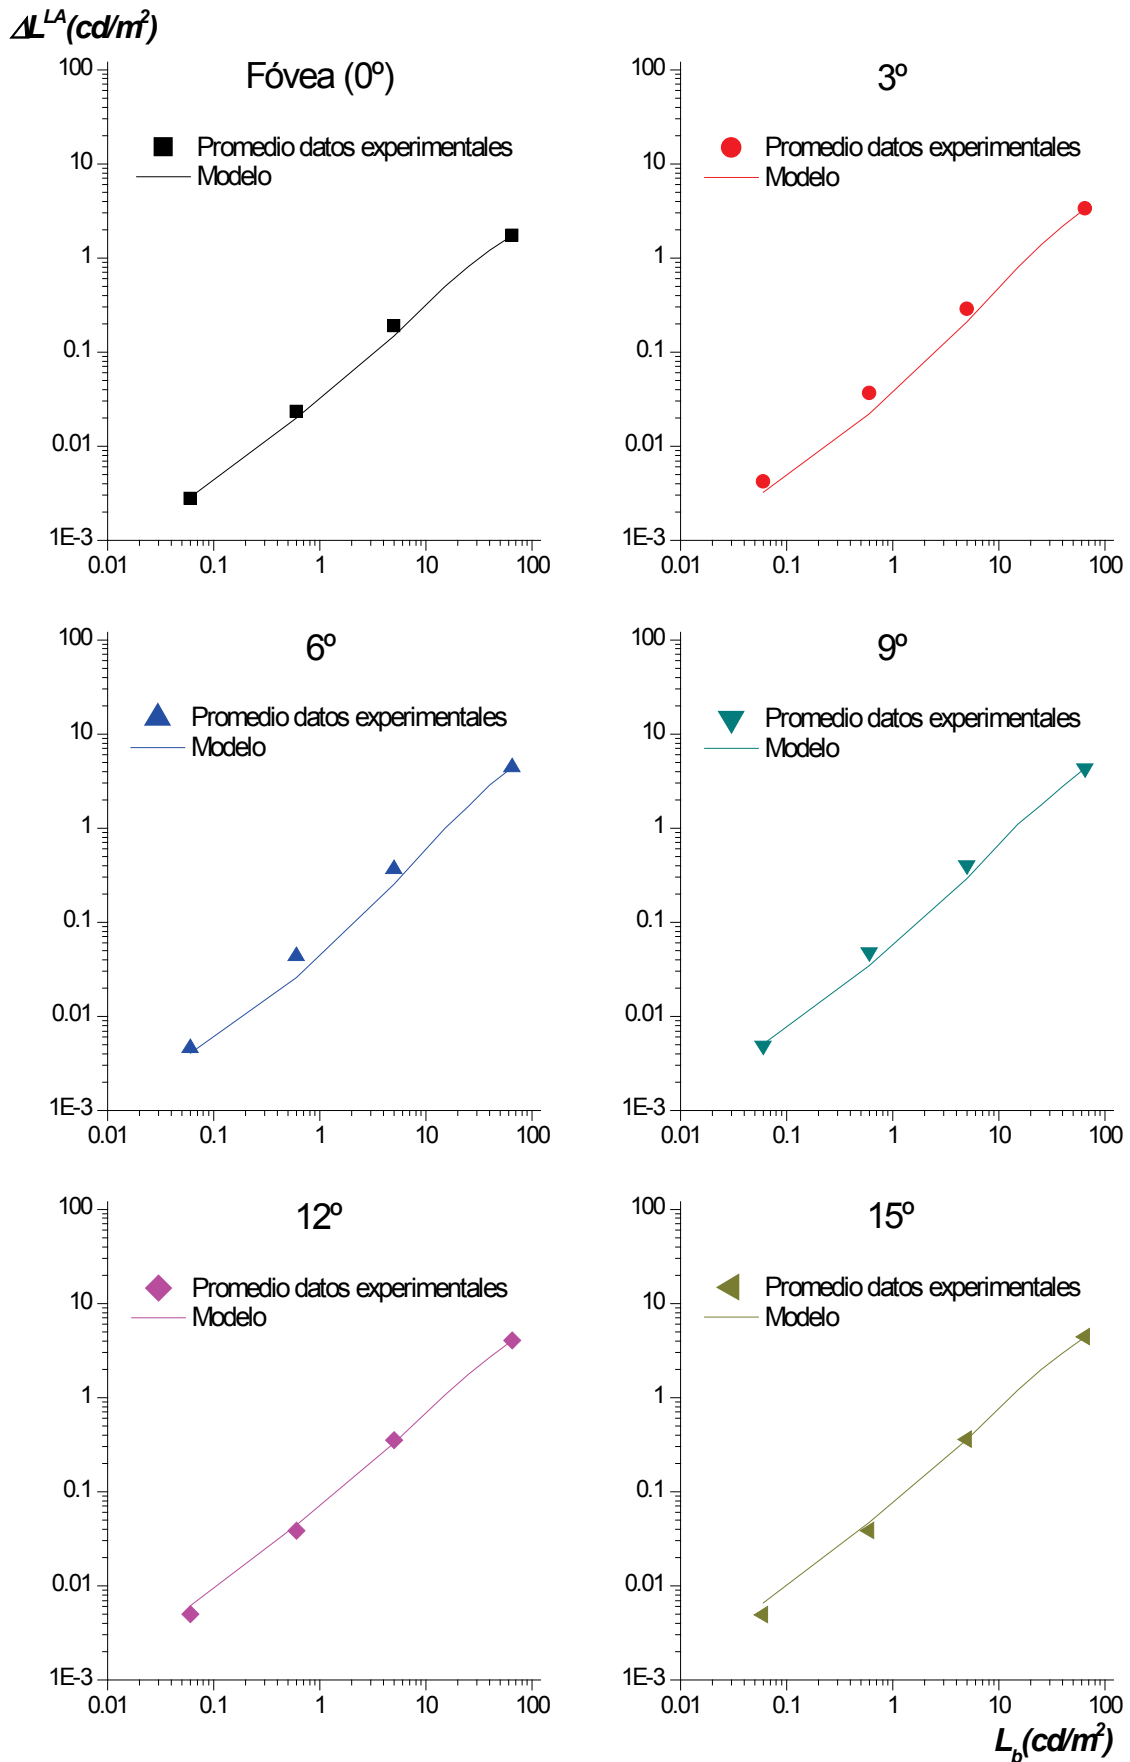 ΔL^LA(cd/m²)
Fóvea (0º)
Promedio datos experimentales
Modelo
100
10
1
0.1
0.01
1E-3
0.01 0.1 1 10 100
3º
Promedio datos experimentales
Modelo
100
10
1
0.1
0.01
1E-3
0.01 0.1 1 10 100
6º
Promedio datos experimentales
Modelo
100
10
1
0.1
0.01
1E-3
0.01 0.1 1 10 100
9º
Promedio datos experimentales
Modelo
100
10
1
0.1
0.01
1E-3
0.01 0.1 1 10 100
12º
Promedio datos experimentales
Modelo
100
10
1
0.1
0.01
1E-3
0.01 0.1 1 10 100
15º
Promedio datos experimentales
Modelo
100
10
1
0.1
0.01
1E-3
0.01 0.1 1 10 100
L_b(cd/m²)